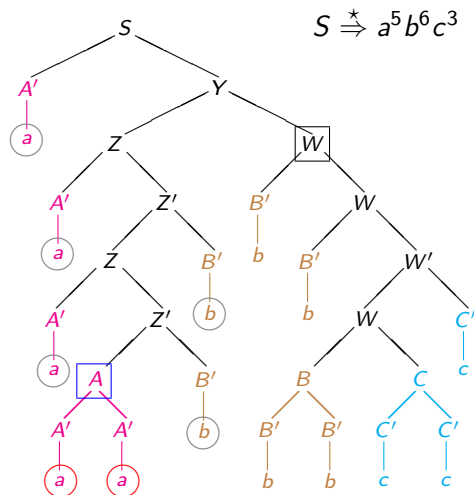 S ⇒* a⁵b⁶c³
S
A′ Y
a Z W
A′ Z′ B′ W
a Z B′ b B′ W′
A′ Z′ b b W C′
a A B′ B C c
A′ A′ b B′ B′ C′ C′
a a b b c c